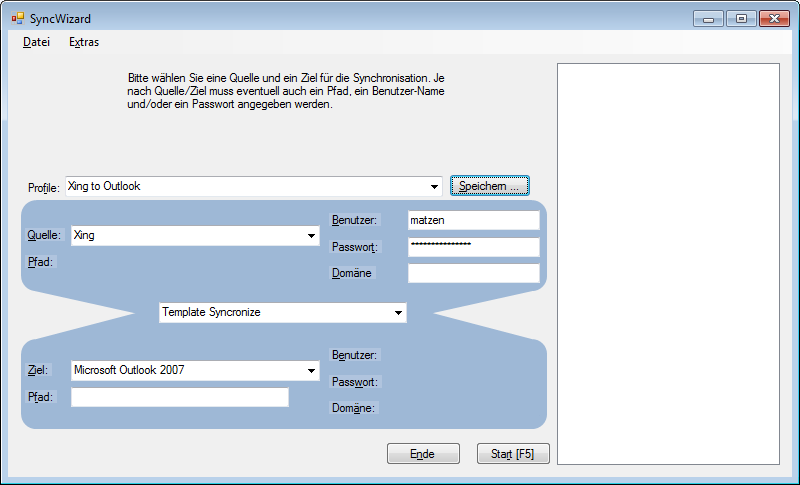 SyncWizard
Datei Extras
Bitte wählen Sie eine Quelle und ein Ziel für die Synchronisation. Je
nach Quelle/Ziel muss eventuell auch ein Pfad, ein Benutzer-Name
und/oder ein Passwort angegeben werden.
Profile: Xing to Outlook Speichern ...
Benutzer: matzen
Quelle: Xing
Passwort: ***************
Pfad:
Domäne
Template Syncronize
Benutzer:
Ziel: Microsoft Outlook 2007
Passwort:
Pfad:
Domäne:
Ende Start [F5]